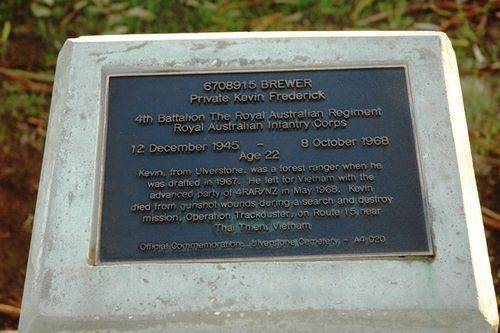 6708915 BREWER
Private Kevin Frederick
4th Battalion The Royal Australian Regiment
Royal Australian Infantry Corps
12 December 1945 – 8 October 1968
Age 22
Kevin, from Ulverstone, was a forest ranger when he
was drafted in 1967. He left for Vietnam with the
advanced party of 4RAR/NZ in May 1968. Kevin
died from gunshot wounds during a search and destroy
mission, Operation Trackduster, on Route 15 near
Thai Thien, Vietnam
Official Commemoration: Ulverstone Cemetery, - A4 020